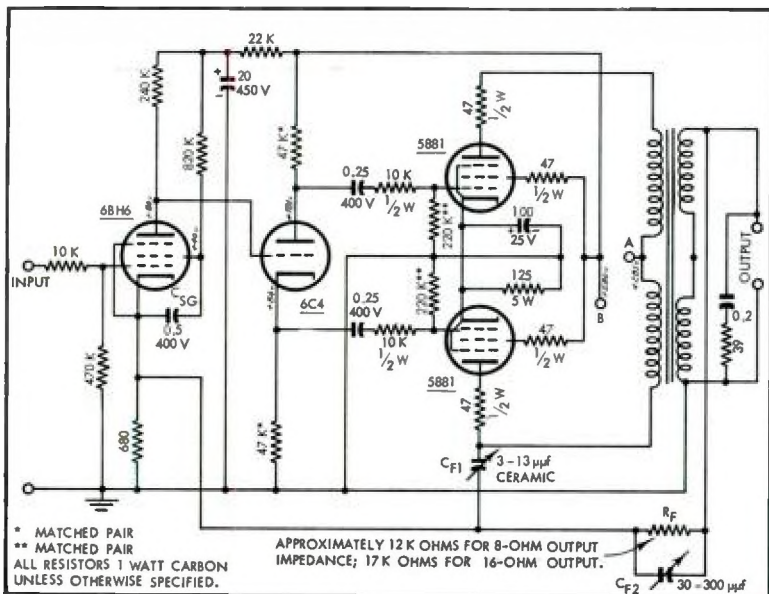 22 K
240 K
+
20
450 V
-
820 K
47 K*
6BH6
10 K
INPUT
470 K
680
CSG
0.5
400 V
6C4
47 K*
0.25
400 V
10 K
1/2 W
0.25
400 V
10 K
1/2 W
220 K**
220 K**
5881
5881
47
1/2 W
47
1/2 W
100
+ -
25 V
125
5 W
47
1/2 W
47
1/2 W
A
B
OUTPUT
0.2
39
CF1
3-13 μμf
CERAMIC
RF
CF2
30-300 μμf
APPROXIMATELY 12 K OHMS FOR 8-OHM OUTPUT
IMPEDANCE; 17 K OHMS FOR 16-OHM OUTPUT.
* MATCHED PAIR
** MATCHED PAIR
ALL RESISTORS 1 WATT CARBON
UNLESS OTHERWISE SPECIFIED.